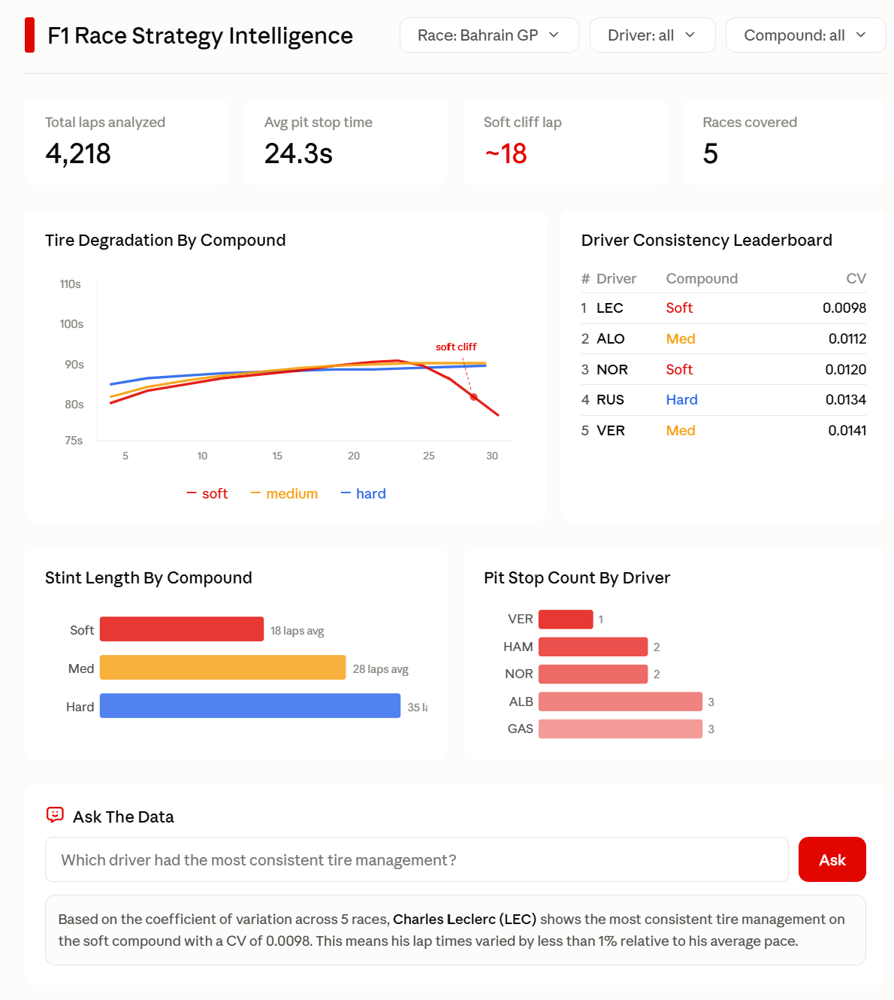 F1 Race Strategy Intelligence
Race: Bahrain GP
Driver: all
Compound: all
Total laps analyzed
4,218
Avg pit stop time
24.3s
Soft cliff lap
~18
Races covered
5
Tire Degradation By Compound
110s
100s
90s
80s
75s
soft cliff
5 10 15 20 25 30
soft medium hard
Driver Consistency Leaderboard
# Driver Compound CV
1 LEC Soft 0.0098
2 ALO Med 0.0112
3 NOR Soft 0.0120
4 RUS Hard 0.0134
5 VER Med 0.0141
Stint Length By Compound
Soft 18 laps avg
Med 28 laps avg
Hard 35
Pit Stop Count By Driver
VER 1
HAM 2
NOR 2
ALB 3
GAS 3
Ask The Data
Which driver had the most consistent tire management?
Ask
Based on the coefficient of variation across 5 races, Charles Leclerc (LEC) shows the most consistent tire management on
the soft compound with a CV of 0.0098. This means his lap times varied by less than 1% relative to his average pace.